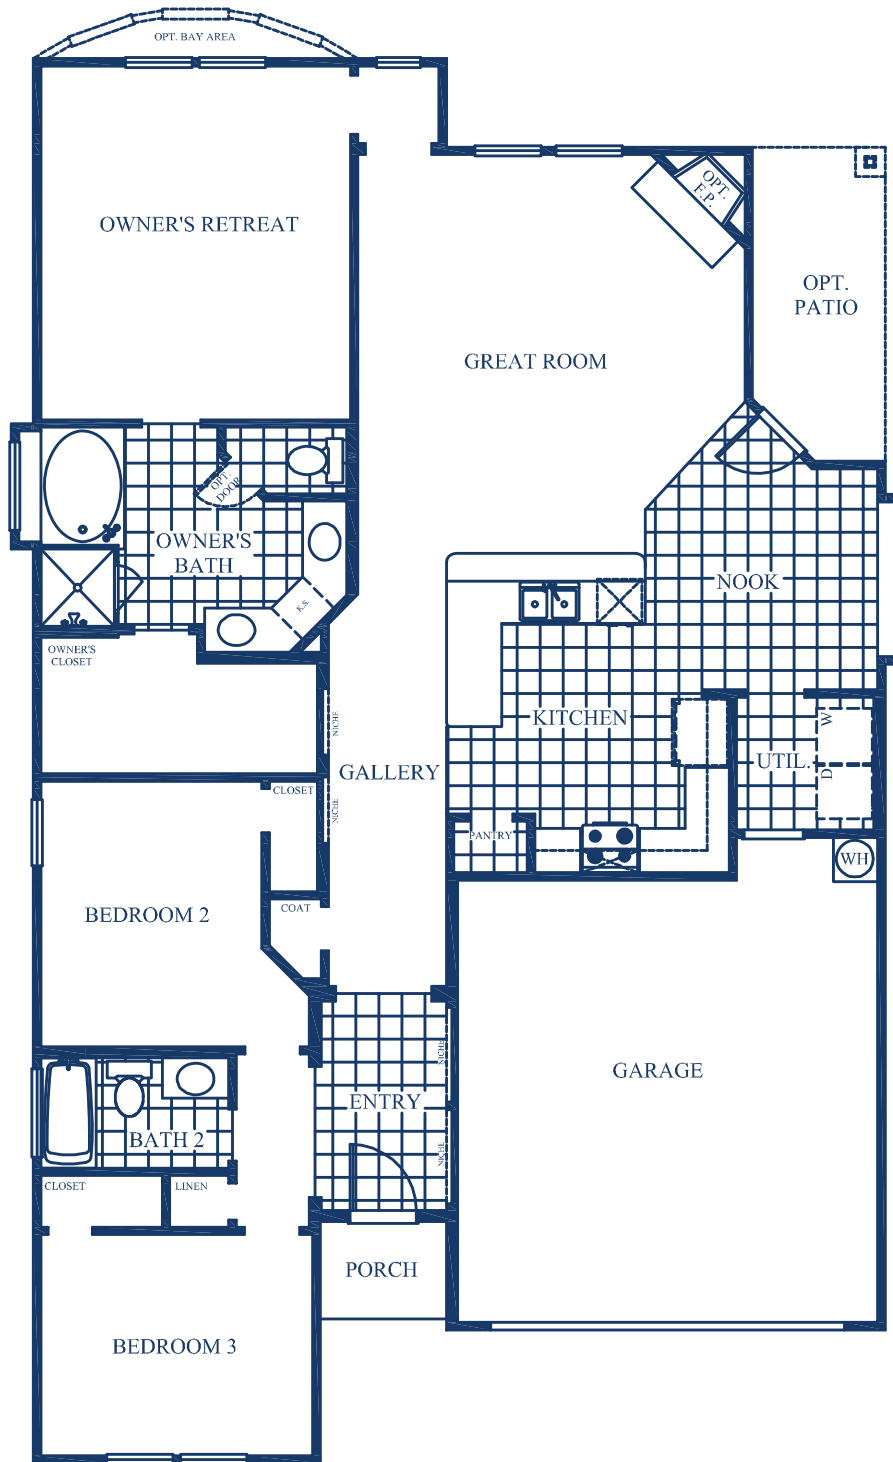 OPT. BAY AREA
OWNER'S RETREAT
OPT.
F.P.
OPT.
PATIO
GREAT ROOM
OPT.
DOOR
OWNER'S
BATH
K.S.
NOOK
OWNER'S
CLOSET
NICHE
KITCHEN
W
UTIL.
D
GALLERY
CLOSET
NICHE
PANTRY
WH
COAT
BEDROOM 2
NICHE
GARAGE
ENTRY
BATH 2
NICHE
CLOSET
LINEN
PORCH
BEDROOM 3